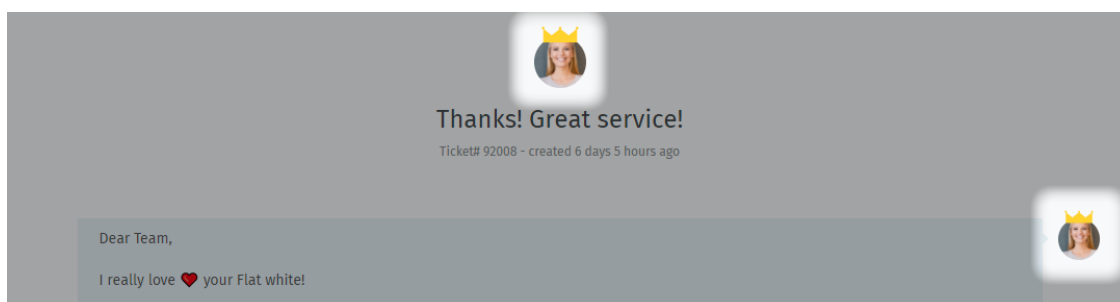 Thanks! Great service!
Ticket# 92008 - created 6 days 5 hours ago
Dear Team,
I really love ❤ your Flat white!